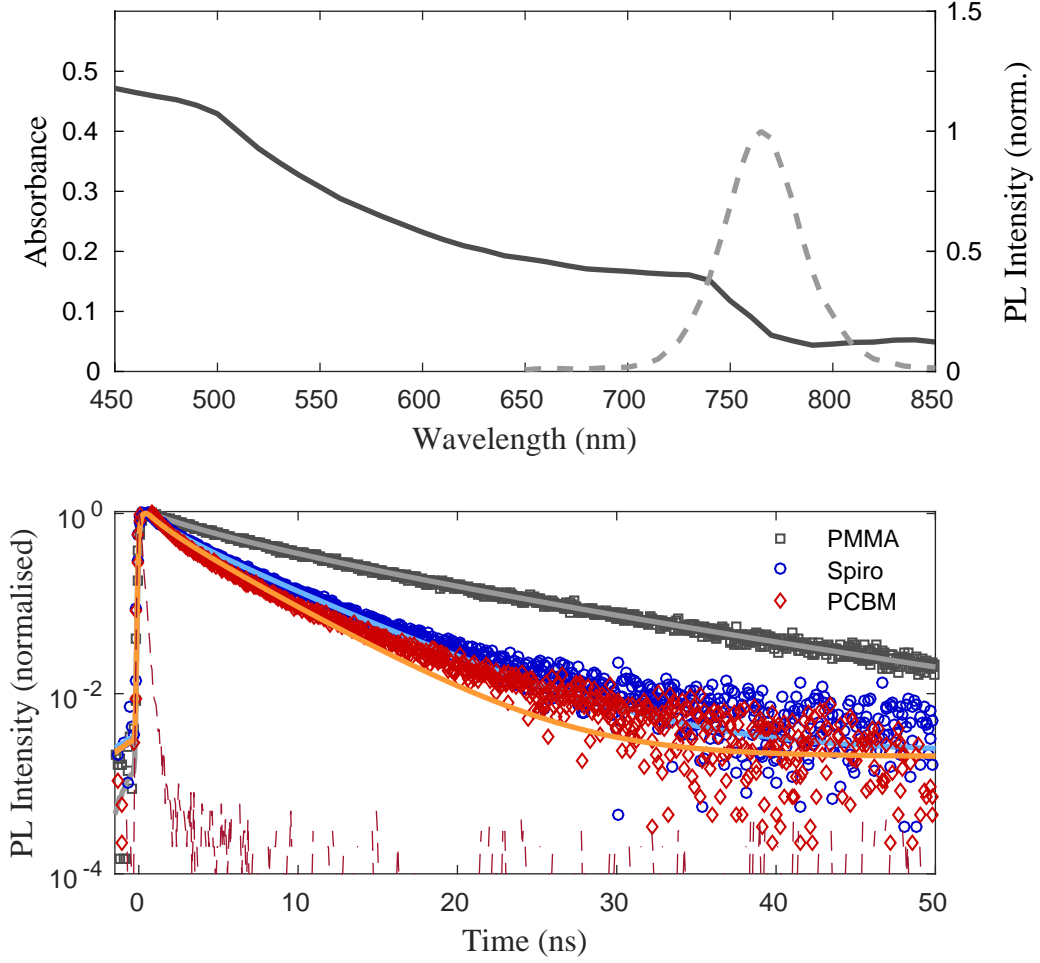 1.5
0.5
0.4
1
0.3
0.2
0.5
0.1
0
0
Absorbance
PL Intensity (norm.)
450 500 550 600 650 700 750 800 850
Wavelength (nm)
10^0
10^-2
10^-4
PL Intensity (normalised)
PMMA
Spiro
PCBM
0 10 20 30 40 50
Time (ns)